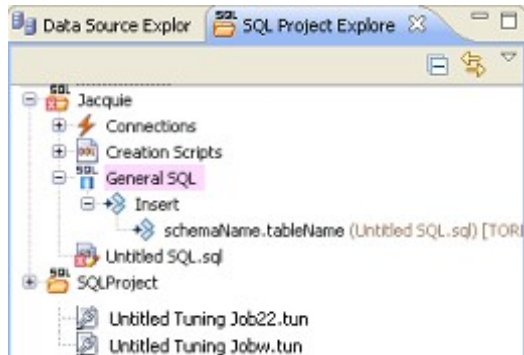 Data Source Explor SQL Project Explore
Jacquie
Connections
Creation Scripts
General SQL
Insert
schemaName.tableName (Untitled SQL.sql) [TORI
Untitled SQL.sql
SQLProject
Untitled Tuning Job22.tun
Untitled Tuning Jobw.tun